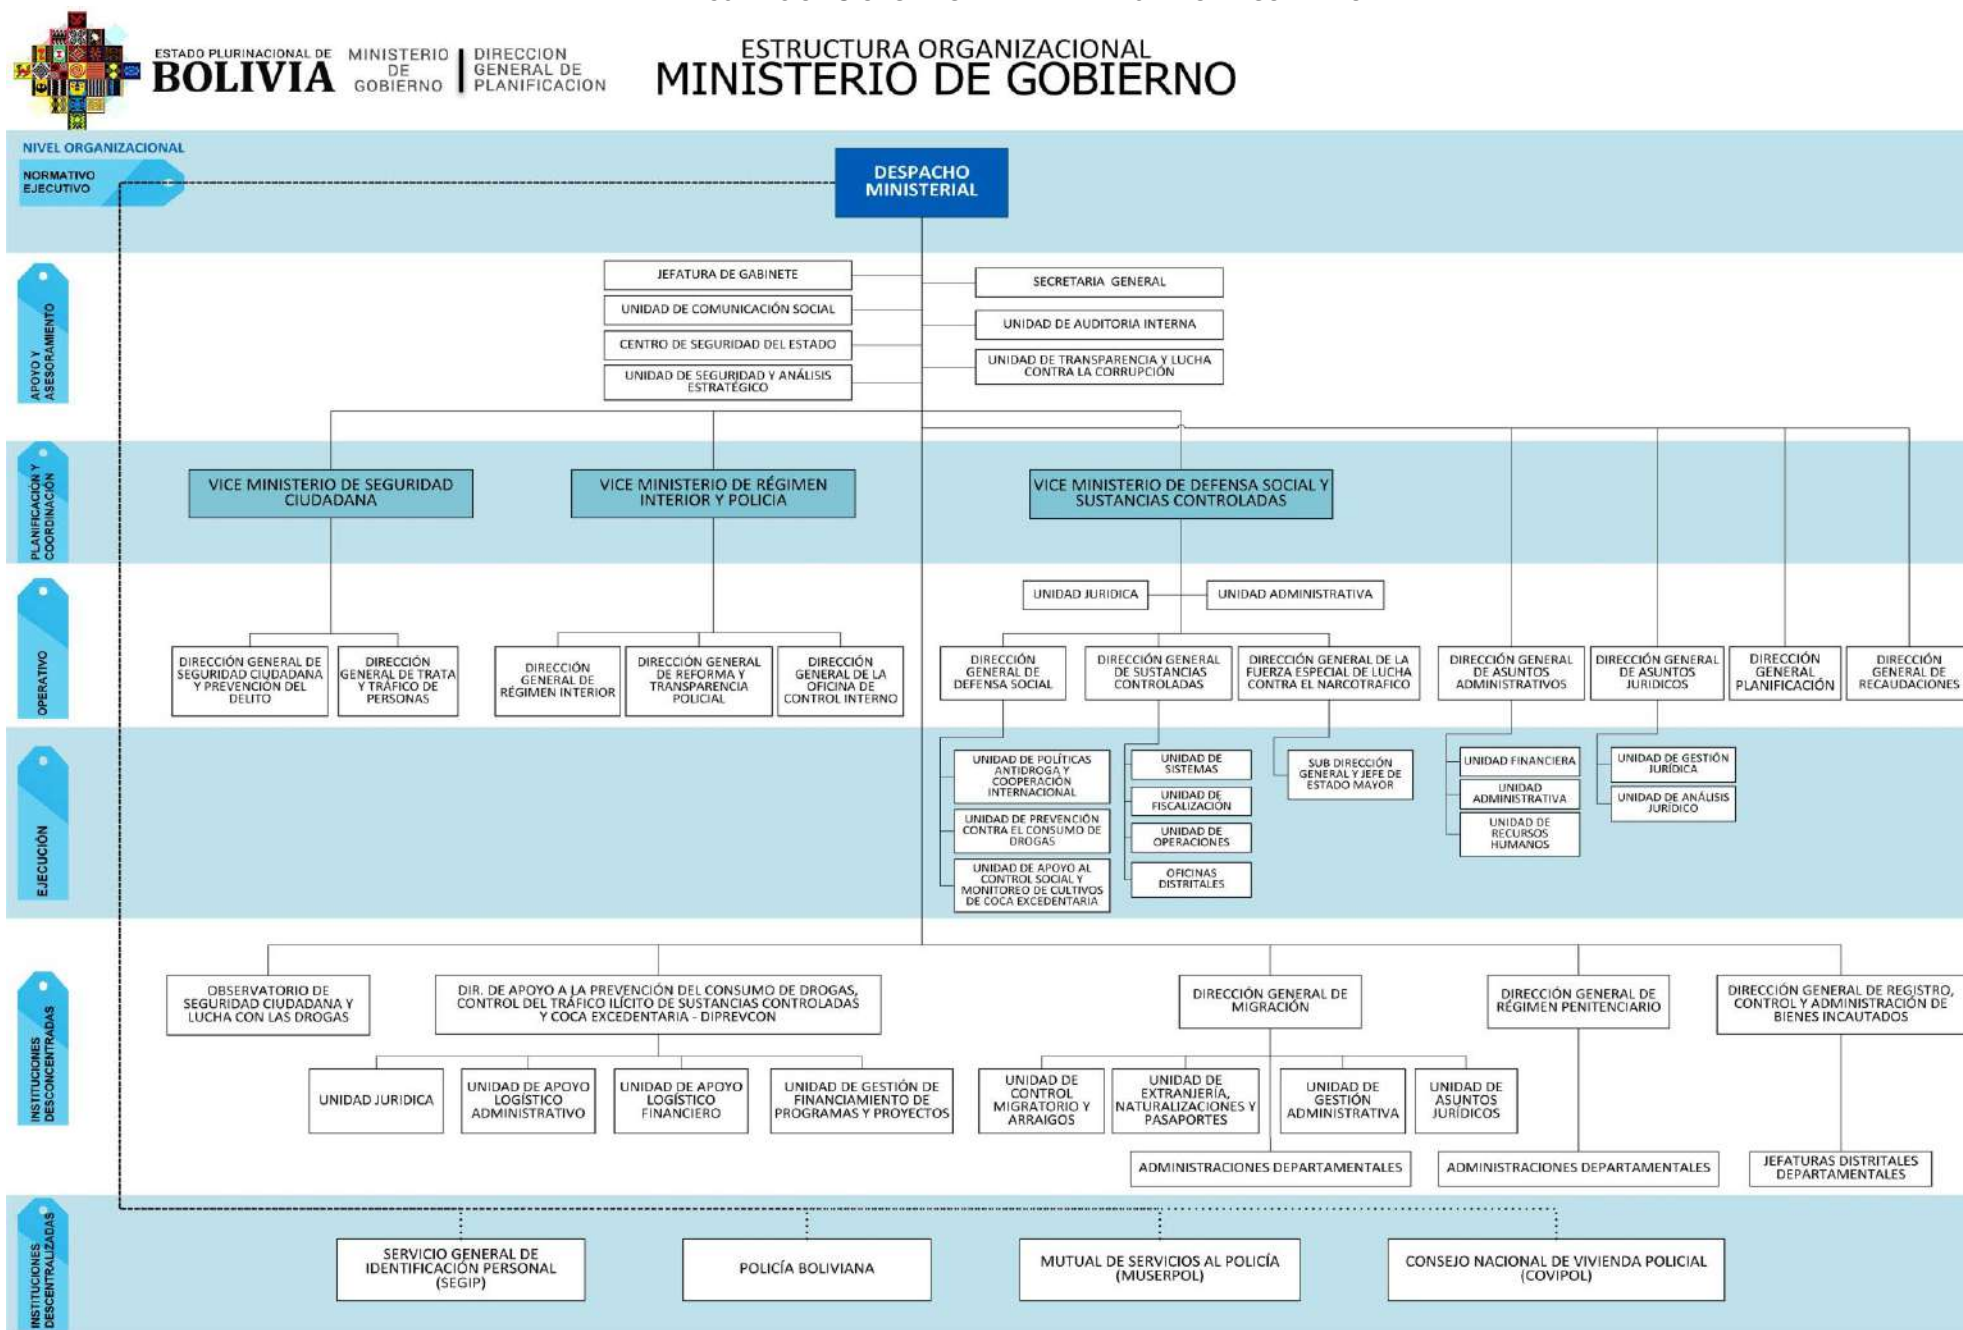 ESTADO PLURINACIONAL DE
BOLIVIA
MINISTERIO
DE
GOBIERNO
DIRECCION
GENERAL DE
PLANIFICACION
ESTRUCTURA ORGANIZACIONAL
MINISTERIO DE GOBIERNO
NIVEL ORGANIZACIONAL
NORMATIVO
EJECUTIVO
DESPACHO
MINISTERIAL
APOYO Y
ASESORAMIENTO
JEFATURA DE GABINETE
SECRETARIA GENERAL
UNIDAD DE COMUNICACIÓN SOCIAL
UNIDAD DE AUDITORIA INTERNA
CENTRO DE SEGURIDAD DEL ESTADO
UNIDAD DE TRANSPARENCIA Y LUCHA
CONTRA LA CORRUPCIÓN
UNIDAD DE SEGURIDAD Y ANÁLISIS
ESTRATÉGICO
PLANIFICACIÓN Y
COORDINACIÓN
VICE MINISTERIO DE SEGURIDAD
CIUDADANA
VICE MINISTERIO DE RÉGIMEN
INTERIOR Y POLICIA
VICE MINISTERIO DE DEFENSA SOCIAL Y
SUSTANCIAS CONTROLADAS
OPERATIVO
UNIDAD JURIDICA
UNIDAD ADMINISTRATIVA
DIRECCIÓN GENERAL DE
SEGURIDAD CIUDADANA
Y PREVENCIÓN DEL
DELITO
DIRECCIÓN
GENERAL DE TRATA
Y TRÁFICO DE
PERSONAS
DIRECCIÓN
GENERAL DE
RÉGIMEN INTERIOR
DIRECCIÓN GENERAL
DE REFORMA Y
TRANSPARENCIA
POLICIAL
DIRECCIÓN
GENERAL DE LA
OFICINA DE
CONTROL INTERNO
DIRECCIÓN
GENERAL DE
DEFENSA SOCIAL
DIRECCIÓN GENERAL
DE SUSTANCIAS
CONTROLADAS
DIRECCIÓN GENERAL DE LA
FUERZA ESPECIAL DE LUCHA
CONTRA EL NARCOTRAFICO
DIRECCIÓN GENERAL
DE ASUNTOS
ADMINISTRATIVOS
DIRECCIÓN GENERAL
DE ASUNTOS
JURIDICOS
DIRECCIÓN
GENERAL
PLANIFICACIÓN
DIRECCIÓN
GENERAL DE
RECAUDACIONES
EJECUCIÓN
UNIDAD DE POLÍTICAS
ANTIDROGA Y
COOPERACIÓN
INTERNACIONAL
UNIDAD DE PREVENCIÓN
CONTRA EL CONSUMO DE
DROGAS
UNIDAD DE APOYO AL
CONTROL SOCIAL Y
MONITOREO DE CULTIVOS
DE COCA EXCEDENTARIA
UNIDAD DE
SISTEMAS
UNIDAD DE
FISCALIZACIÓN
UNIDAD DE
OPERACIONES
OFICINAS
DISTRITALES
SUB DIRECCIÓN
GENERAL Y JEFE DE
ESTADO MAYOR
UNIDAD FINANCIERA
UNIDAD
ADMINISTRATIVA
UNIDAD DE
RECURSOS
HUMANOS
UNIDAD DE GESTIÓN
JURÍDICA
UNIDAD DE ANÁLISIS
JURÍDICO
INSTITUCIONES
DESCONCENTRADAS
OBSERVATORIO DE
SEGURIDAD CIUDADANA Y
LUCHA CON LAS DROGAS
DIR. DE APOYO A LA PREVENCIÓN DEL CONSUMO DE DROGAS,
CONTROL DEL TRÁFICO ILÍCITO DE SUSTANCIAS CONTROLADAS
Y COCA EXCEDENTARIA - DIPREVCON
DIRECCIÓN GENERAL DE
MIGRACIÓN
DIRECCIÓN GENERAL DE
RÉGIMEN PENITENCIARIO
DIRECCIÓN GENERAL DE REGISTRO,
CONTROL Y ADMINISTRACIÓN DE
BIENES INCAUTADOS
UNIDAD JURIDICA
UNIDAD DE APOYO
LOGÍSTICO
ADMINISTRATIVO
UNIDAD DE APOYO
LOGÍSTICO
FINANCIERO
UNIDAD DE GESTIÓN DE
FINANCIAMIENTO DE
PROGRAMAS Y PROYECTOS
UNIDAD DE
CONTROL
MIGRATORIO Y
ARRAIGOS
UNIDAD DE
EXTRANJERÍA,
NATURALIZACIONES Y
PASAPORTES
UNIDAD DE
GESTIÓN
ADMINISTRATIVA
UNIDAD DE
ASUNTOS
JURÍDICOS
ADMINISTRACIONES DEPARTAMENTALES
ADMINISTRACIONES DEPARTAMENTALES
JEFATURAS DISTRITALES
DEPARTAMENTALES
INSTITUCIONES
DESCENTRALIZADAS
SERVICIO GENERAL DE
IDENTIFICACIÓN PERSONAL
(SEGIP)
POLICÍA BOLIVIANA
MUTUAL DE SERVICIOS AL POLICÍA
(MUSERPOL)
CONSEJO NACIONAL DE VIVIENDA POLICIAL
(COVIPOL)